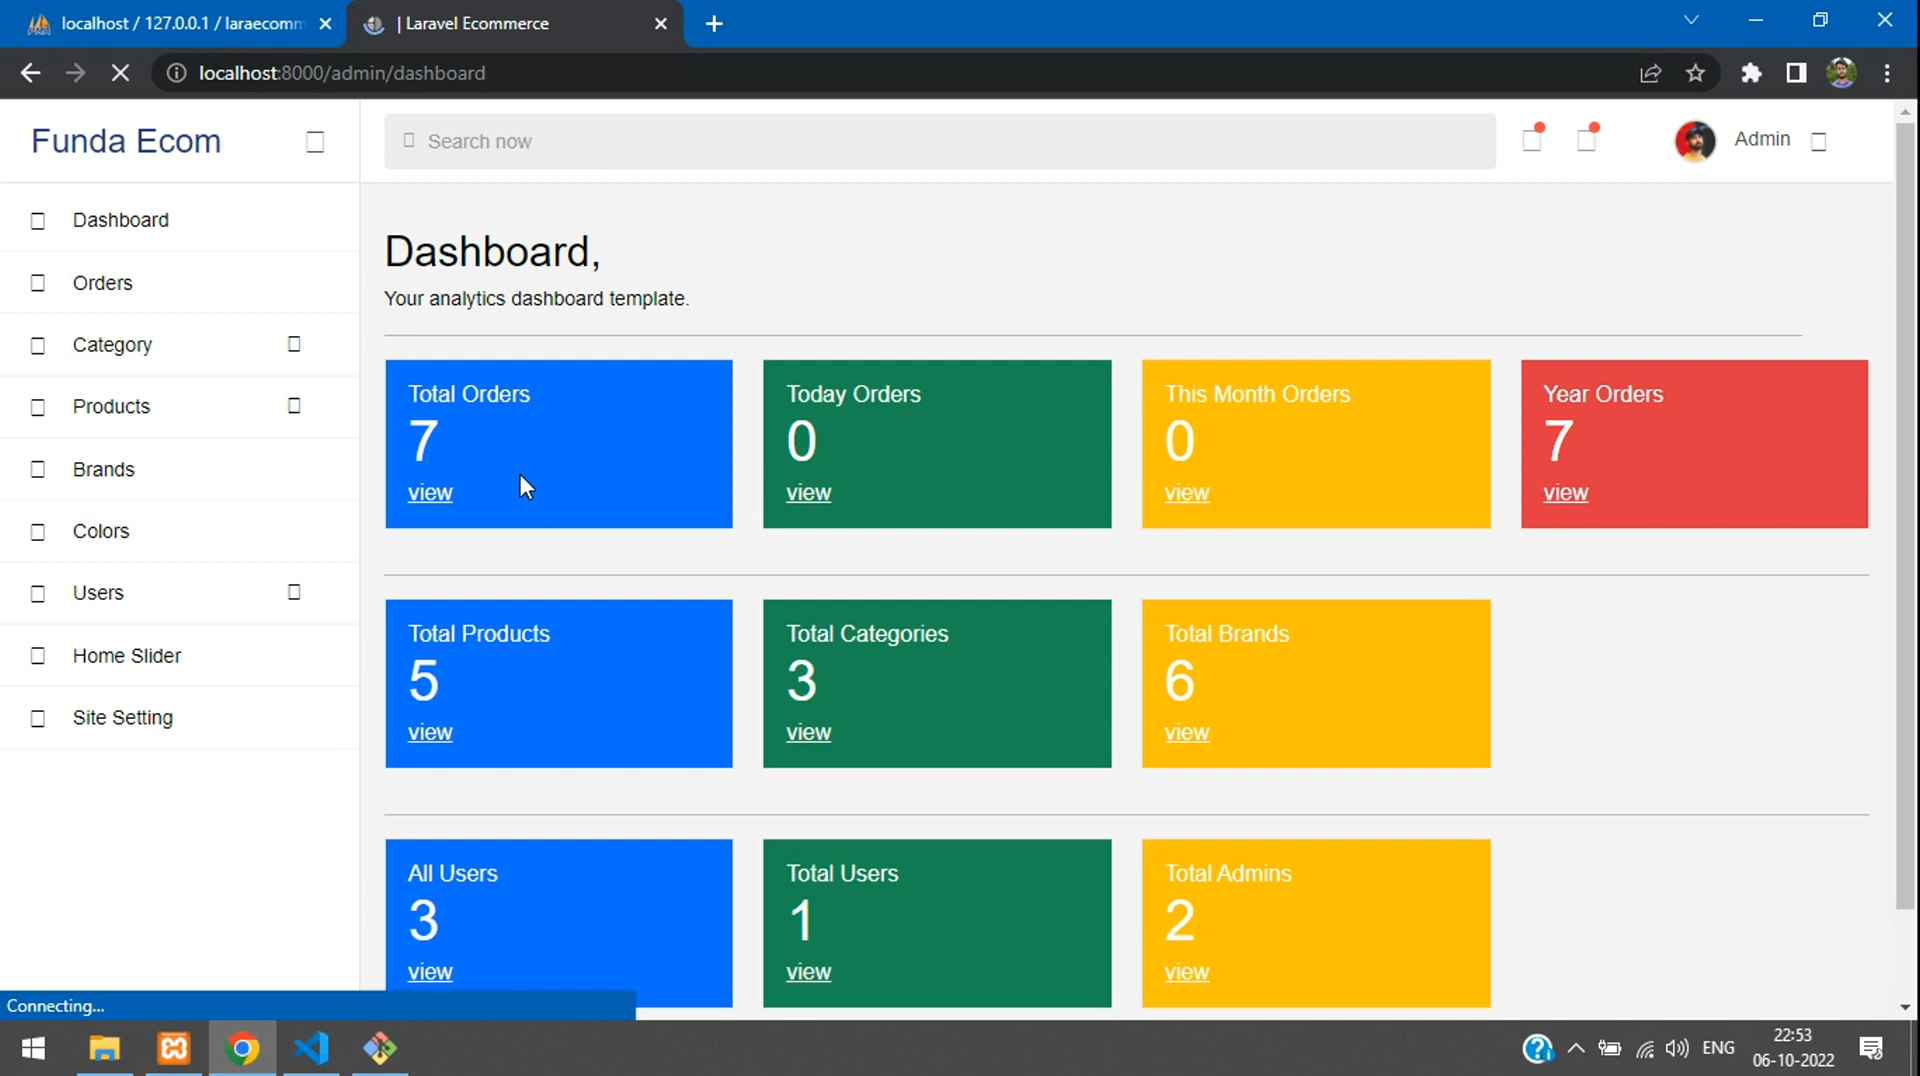 localhost / 127.0.0.1 / laraecomm
| Laravel Ecommerce
localhost:8000/admin/dashboard
Funda Ecom
Search now
Admin
Dashboard
Orders
Category
Products
Brands
Colors
Users
Home Slider
Site Setting
Dashboard,
Your analytics dashboard template.
Total Orders
7
view
Today Orders
0
view
This Month Orders
0
view
Year Orders
7
view
Total Products
5
view
Total Categories
3
view
Total Brands
6
view
All Users
3
view
Total Users
1
view
Total Admins
2
view
Connecting...
ENG
22:53
06-10-2022